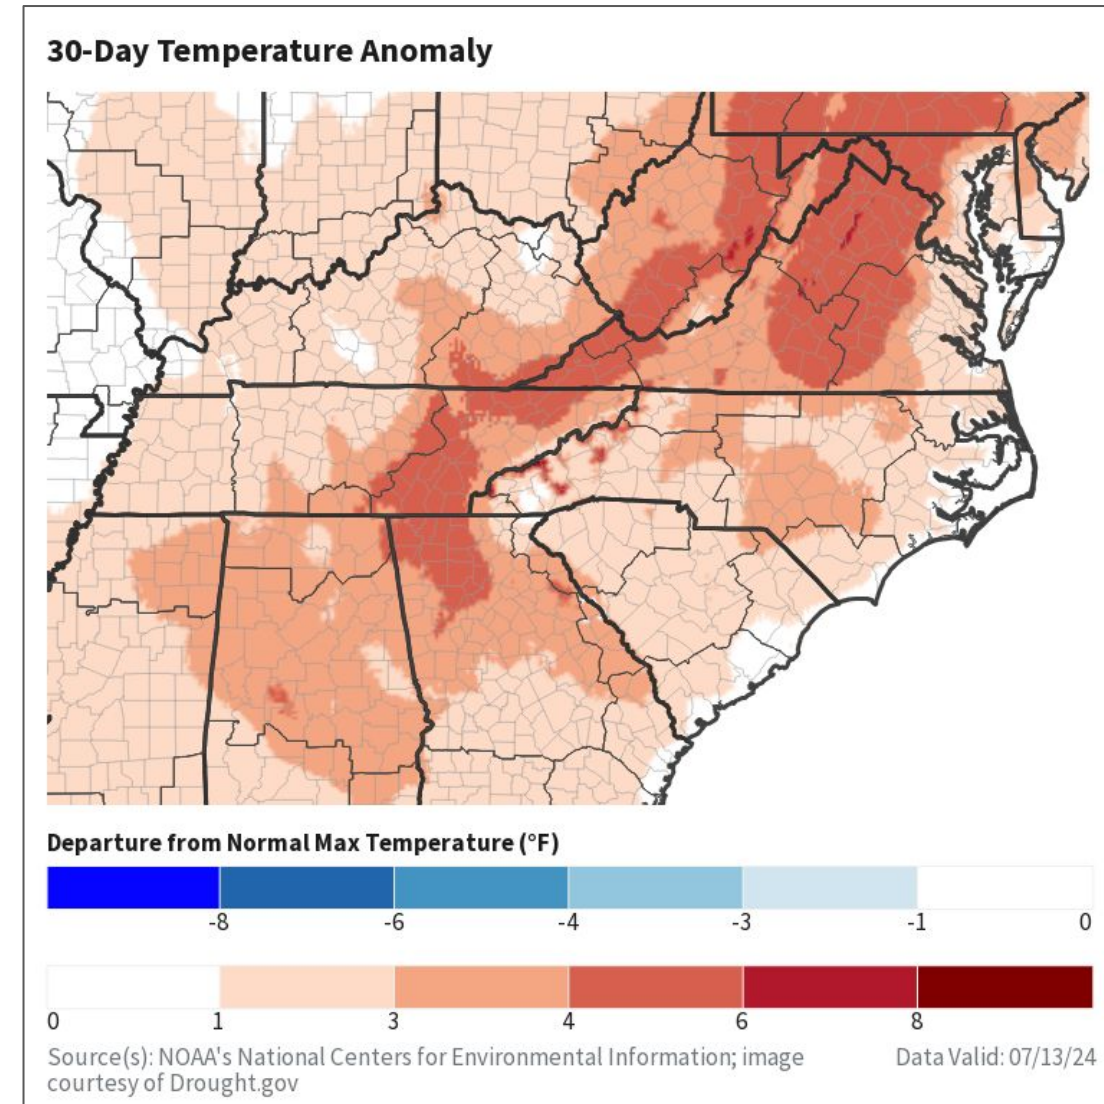 30-Day Temperature Anomaly
Departure from Normal Max Temperature (°F)
-8 -6 -4 -3 -1 0
0 1 3 4 6 8
Source(s): NOAA's National Centers for Environmental Information; image
courtesy of Drought.gov
Data Valid: 07/13/24